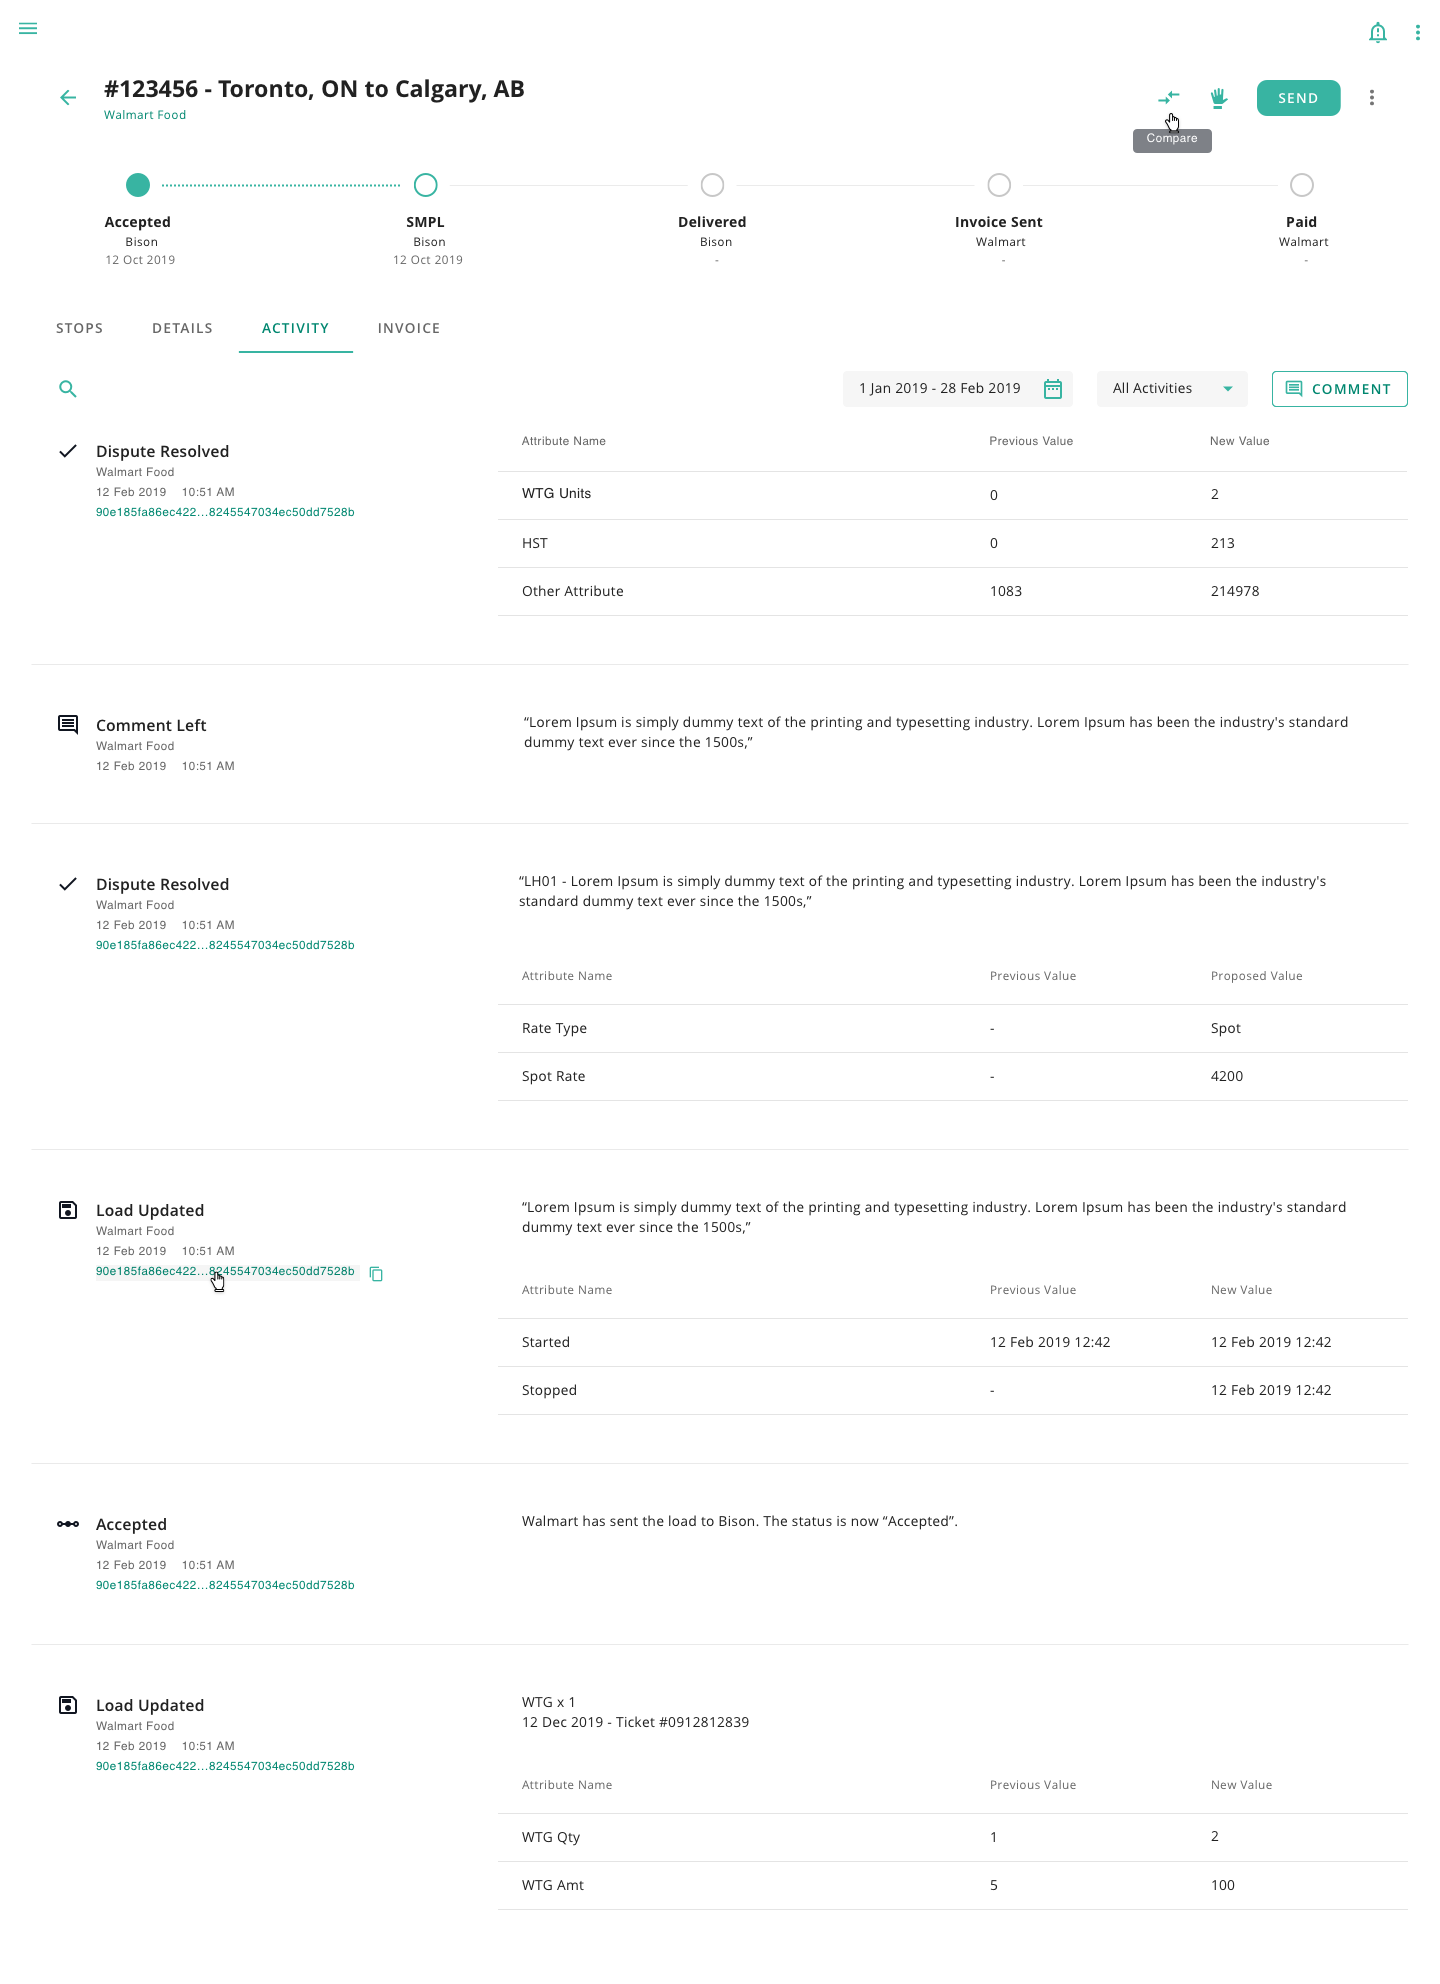 #123456 - Toronto, ON to Calgary, AB
Walmart Food
SEND
Compare
Accepted SMPL Delivered Invoice Sent Paid
Bison Bison Bison Walmart Walmart
12 Oct 2019 12 Oct 2019 - - -
STOPS DETAILS ACTIVITY INVOICE
1 Jan 2019 - 28 Feb 2019 All Activities COMMENT
Dispute Resolved
Walmart Food
12 Feb 2019 10:51 AM
90e185fa86ec422...8245547034ec50dd7528b
Attribute Name Previous Value New Value
WTG Units 0 2
HST 0 213
Other Attribute 1083 214978
Comment Left
Walmart Food
12 Feb 2019 10:51 AM
“Lorem Ipsum is simply dummy text of the printing and typesetting industry. Lorem Ipsum has been the industry's standard
dummy text ever since the 1500s,”
Dispute Resolved
Walmart Food
12 Feb 2019 10:51 AM
90e185fa86ec422...8245547034ec50dd7528b
“LH01 - Lorem Ipsum is simply dummy text of the printing and typesetting industry. Lorem Ipsum has been the industry's
standard dummy text ever since the 1500s,”
Attribute Name Previous Value Proposed Value
Rate Type - Spot
Spot Rate - 4200
Load Updated
Walmart Food
12 Feb 2019 10:51 AM
90e185fa86ec422...8245547034ec50dd7528b
“Lorem Ipsum is simply dummy text of the printing and typesetting industry. Lorem Ipsum has been the industry's standard
dummy text ever since the 1500s,”
Attribute Name Previous Value New Value
Started 12 Feb 2019 12:42 12 Feb 2019 12:42
Stopped - 12 Feb 2019 12:42
Accepted
Walmart Food
12 Feb 2019 10:51 AM
90e185fa86ec422...8245547034ec50dd7528b
Walmart has sent the load to Bison. The status is now “Accepted”.
Load Updated
Walmart Food
12 Feb 2019 10:51 AM
90e185fa86ec422...8245547034ec50dd7528b
WTG x 1
12 Dec 2019 - Ticket #0912812839
Attribute Name Previous Value New Value
WTG Qty 1 2
WTG Amt 5 100